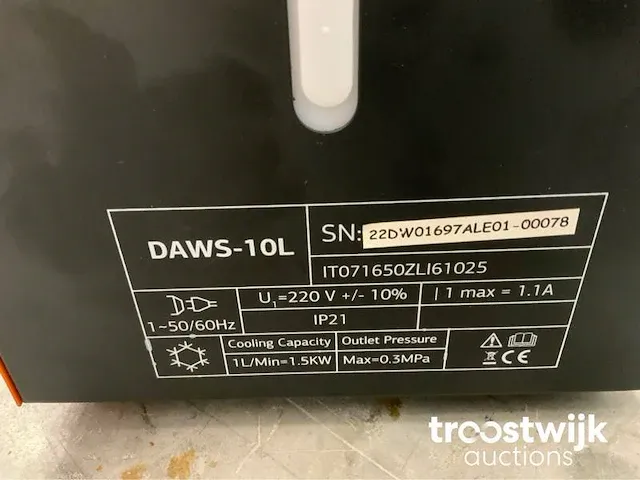 DAWS-10L
SN: 22DW01697ALE01-00078
IT071650ZLI61025
1~50/60Hz
U1=220 V +/- 10%
I 1 max = 1.1A
IP21
Cooling Capacity
Outlet Pressure
1L/Min=1.5KW
Max=0.3MPa
CE
troostwijk
auctions